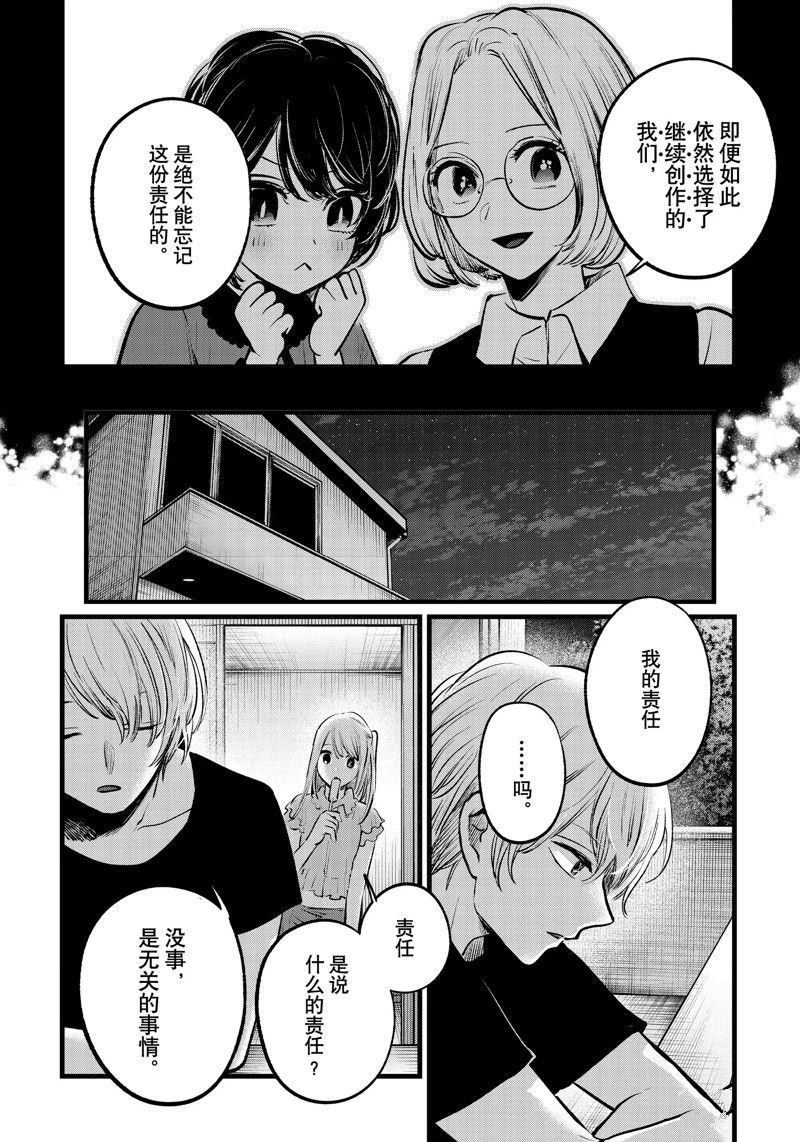 即便如此
依然选择了
继续创作的
我们，
是绝不能忘记
这份责任的。
我的责任
……吗。
责任
是说
什么的责任？
没事，
是无关的事情。